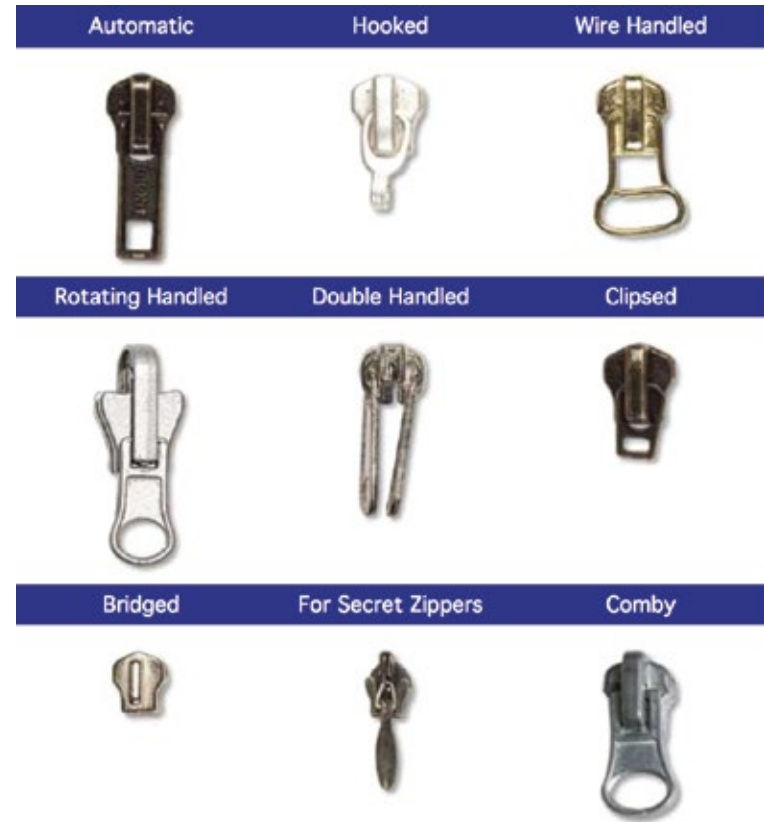 Automatic
Hooked
Wire Handled
Rotating Handled
Double Handled
Clipsed
Bridged
For Secret Zippers
Comby